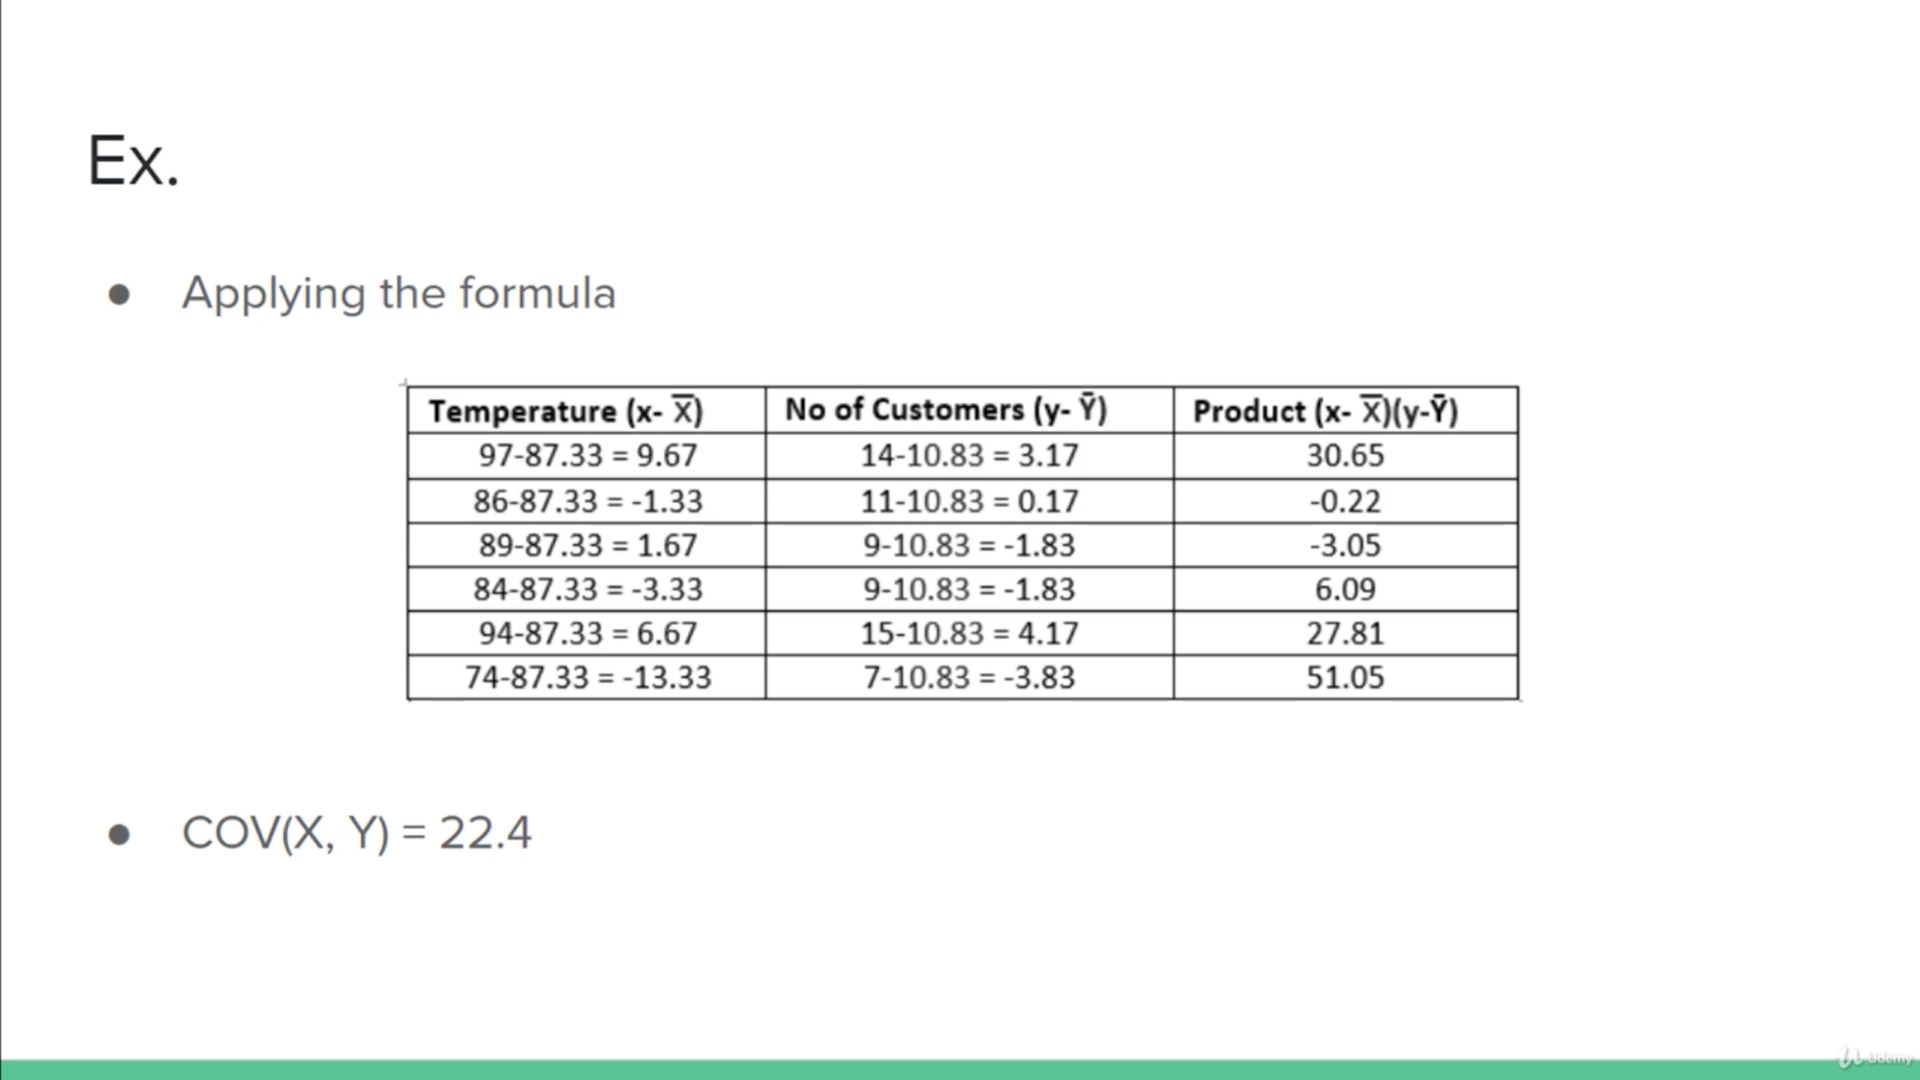 Ex.
● Applying the formula
Temperature (x- X̅) No of Customers (y- Ȳ) Product (x- X̅)(y-Ȳ)
97-87.33 = 9.67 14-10.83 = 3.17 30.65
86-87.33 = -1.33 11-10.83 = 0.17 -0.22
89-87.33 = 1.67 9-10.83 = -1.83 -3.05
84-87.33 = -3.33 9-10.83 = -1.83 6.09
94-87.33 = 6.67 15-10.83 = 4.17 27.81
74-87.33 = -13.33 7-10.83 = -3.83 51.05
● COV(X, Y) = 22.4
Udemy